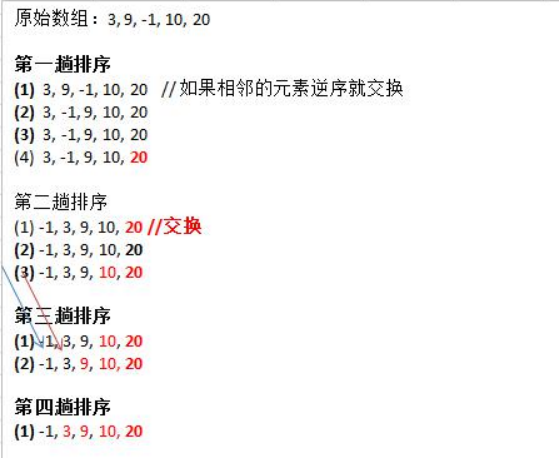 原始数组：3, 9, -1, 10, 20
第一趟排序
(1) 3, 9, -1, 10, 20 //如果相邻的元素逆序就交换
(2) 3, -1, 9, 10, 20
(3) 3, -1, 9, 10, 20
(4) 3, -1, 9, 10, 20
第二趟排序
(1) -1, 3, 9, 10, 20 //交换
(2) -1, 3, 9, 10, 20
(3) -1, 3, 9, 10, 20
第三趟排序
(1) -1, 3, 9, 10, 20
(2) -1, 3, 9, 10, 20
第四趟排序
(1) -1, 3, 9, 10, 20